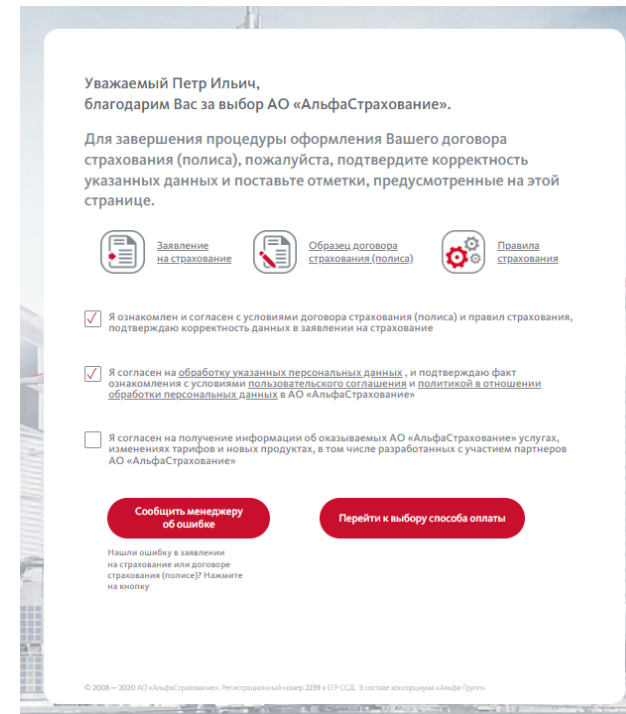 Уважаемый Петр Ильич,
благодарим Вас за выбор АО «АльфаСтрахование».
Для завершения процедуры оформления Вашего договора
страхования (полиса), пожалуйста, подтвердите корректность
указанных данных и поставьте отметки, предусмотренные на этой
странице.
Заявление
на страхование
Образец договора
страхования (полиса)
Правила
страхования
Я ознакомлен и согласен с условиями договора страхования (полиса) и правил страхования,
подтверждаю корректность данных в заявлении на страхование
Я согласен на обработку указанных персональных данных , и подтверждаю факт
ознакомления с условиями пользовательского соглашения и политикой в отношении
обработки персональных данных в АО «АльфаСтрахование»
Я согласен на получение информации об оказываемых АО «АльфаСтрахование» услугах,
изменениях тарифов и новых продуктах, в том числе разработанных с участием партнеров
АО «АльфаСтрахование»
Сообщить менеджеру
об ошибке
Перейти к выбору способа оплаты
Нашли ошибку в заявлении
на страхование или договоре
страхования (полисе)? Нажмите
на кнопку
© 2008 — 2020 АО «АльфаСтрахование». Регистрационный номер 2239 в ЕГР ССД. В составе консорциума «Альфа-Групп»